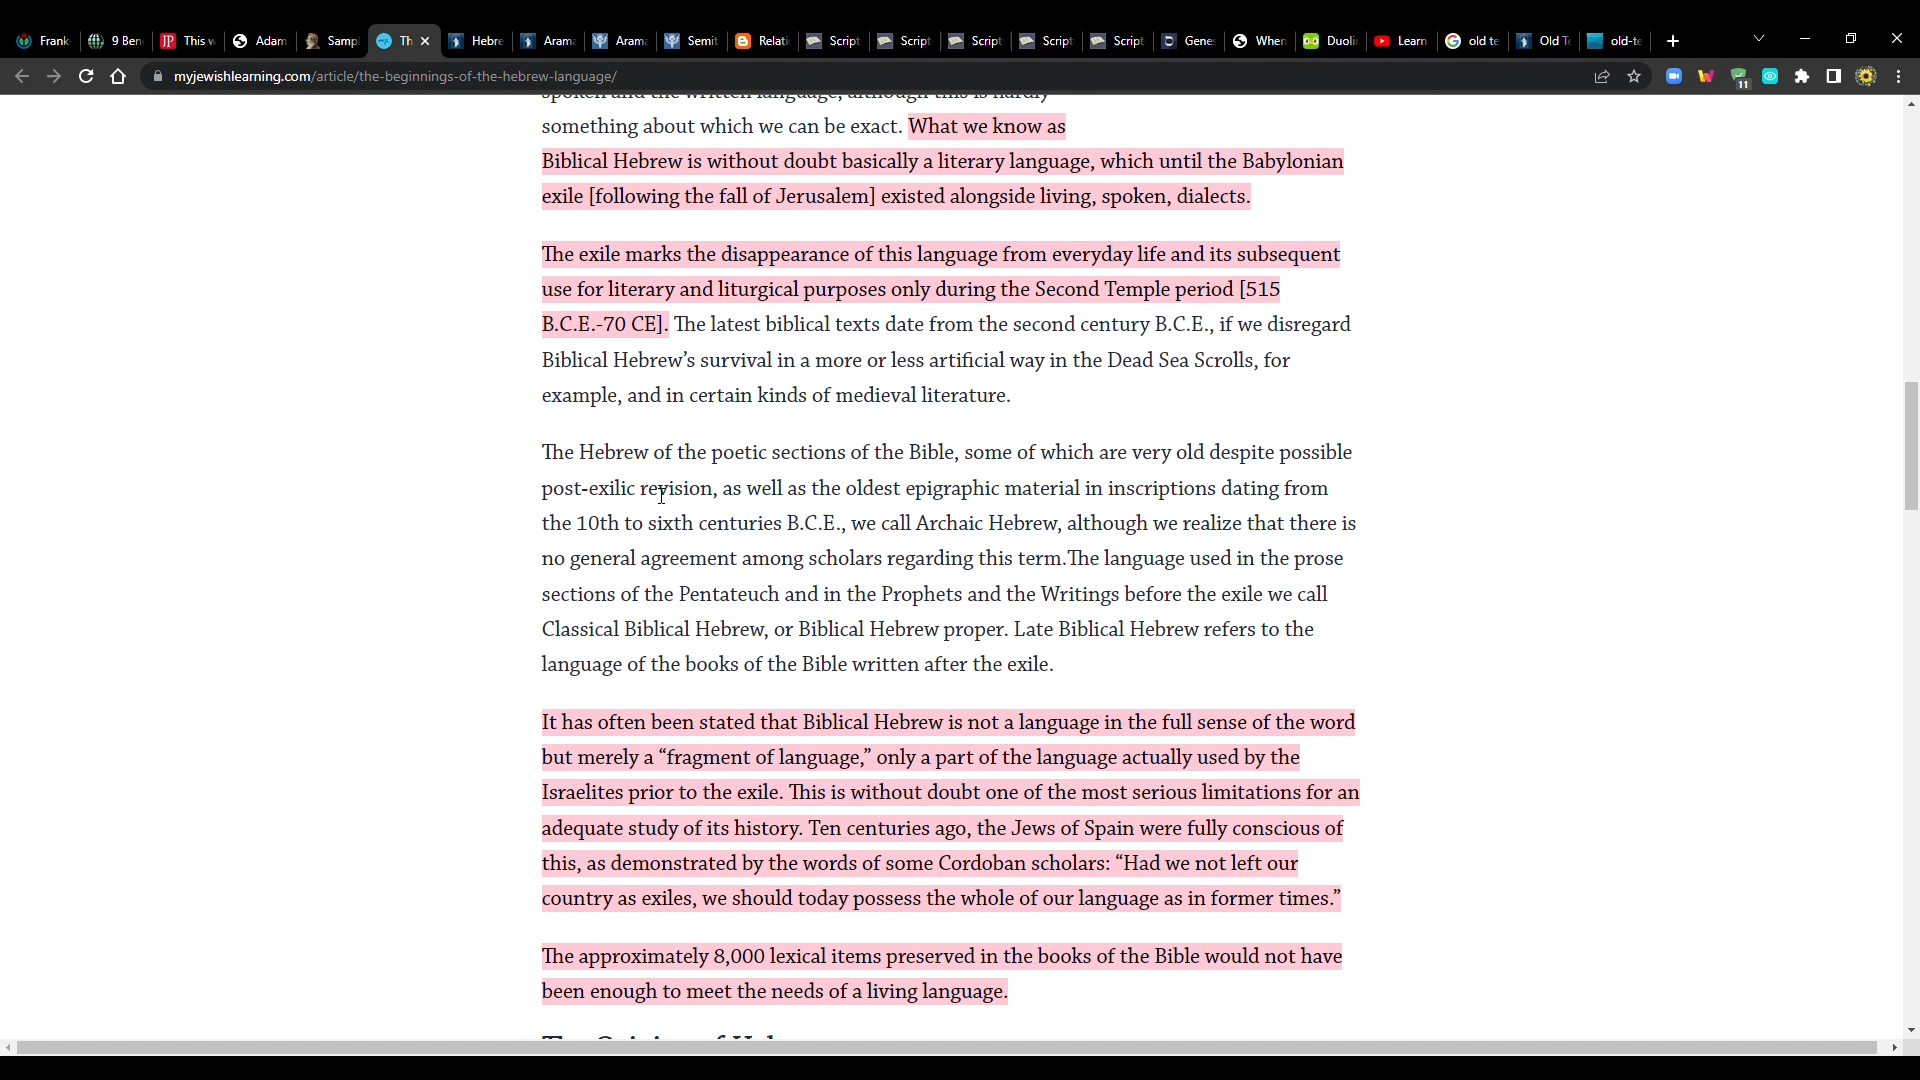 Frank
9 Ben
This w
Adam
Samp
Th
Hebre
Arama
Arama
Semit
Relati
Script
Script
Script
Script
Script
Genes
When
Duolin
Learn
old te
Old Te
old-te
myjewishlearning.com/article/the-beginnings-of-the-hebrew-language/
11
spoken and the written language, although this is hardly
something about which we can be exact. What we know as
Biblical Hebrew is without doubt basically a literary language, which until the Babylonian
exile [following the fall of Jerusalem] existed alongside living, spoken, dialects.
The exile marks the disappearance of this language from everyday life and its subsequent
use for literary and liturgical purposes only during the Second Temple period [515
B.C.E.-70 CE]. The latest biblical texts date from the second century B.C.E., if we disregard
Biblical Hebrew’s survival in a more or less artificial way in the Dead Sea Scrolls, for
example, and in certain kinds of medieval literature.
The Hebrew of the poetic sections of the Bible, some of which are very old despite possible
post-exilic revision, as well as the oldest epigraphic material in inscriptions dating from
the 10th to sixth centuries B.C.E., we call Archaic Hebrew, although we realize that there is
no general agreement among scholars regarding this term.The language used in the prose
sections of the Pentateuch and in the Prophets and the Writings before the exile we call
Classical Biblical Hebrew, or Biblical Hebrew proper. Late Biblical Hebrew refers to the
language of the books of the Bible written after the exile.
It has often been stated that Biblical Hebrew is not a language in the full sense of the word
but merely a “fragment of language,” only a part of the language actually used by the
Israelites prior to the exile. This is without doubt one of the most serious limitations for an
adequate study of its history. Ten centuries ago, the Jews of Spain were fully conscious of
this, as demonstrated by the words of some Cordoban scholars: “Had we not left our
country as exiles, we should today possess the whole of our language as in former times.”
The approximately 8,000 lexical items preserved in the books of the Bible would not have
been enough to meet the needs of a living language.